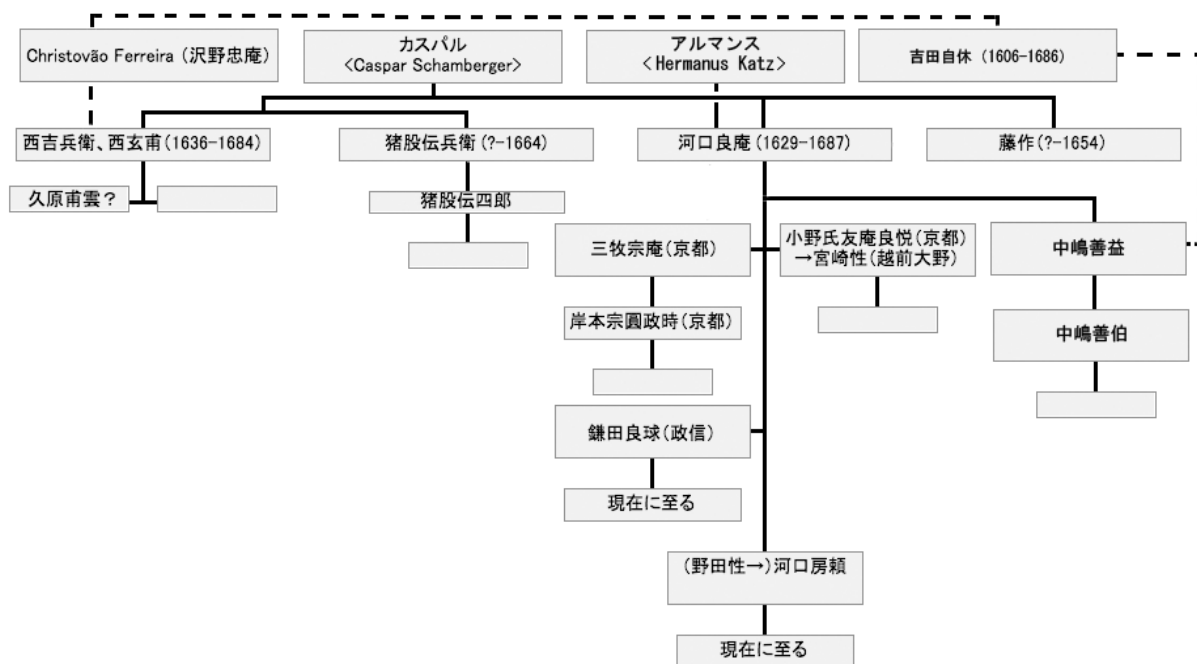 Christovão Ferreira (沢野忠庵)
カスパル
<Caspar Schamberger>
アルマンス
<Hermanus Katz>
吉田自休 (1606-1686)
西吉兵衛、西玄甫(1636-1684)
猪股伝兵衛(?-1664)
河口良庵(1629-1687)
藤作(?-1654)
久原甫雲?
猪股伝四郎
三牧宗庵(京都)
小野氏友庵良悦(京都)
→宮崎性(越前大野)
中嶋善益
岸本宗圓政時(京都)
中嶋善伯
鎌田良球(政信)
現在に至る
(野田性→)河口房頼
現在に至る